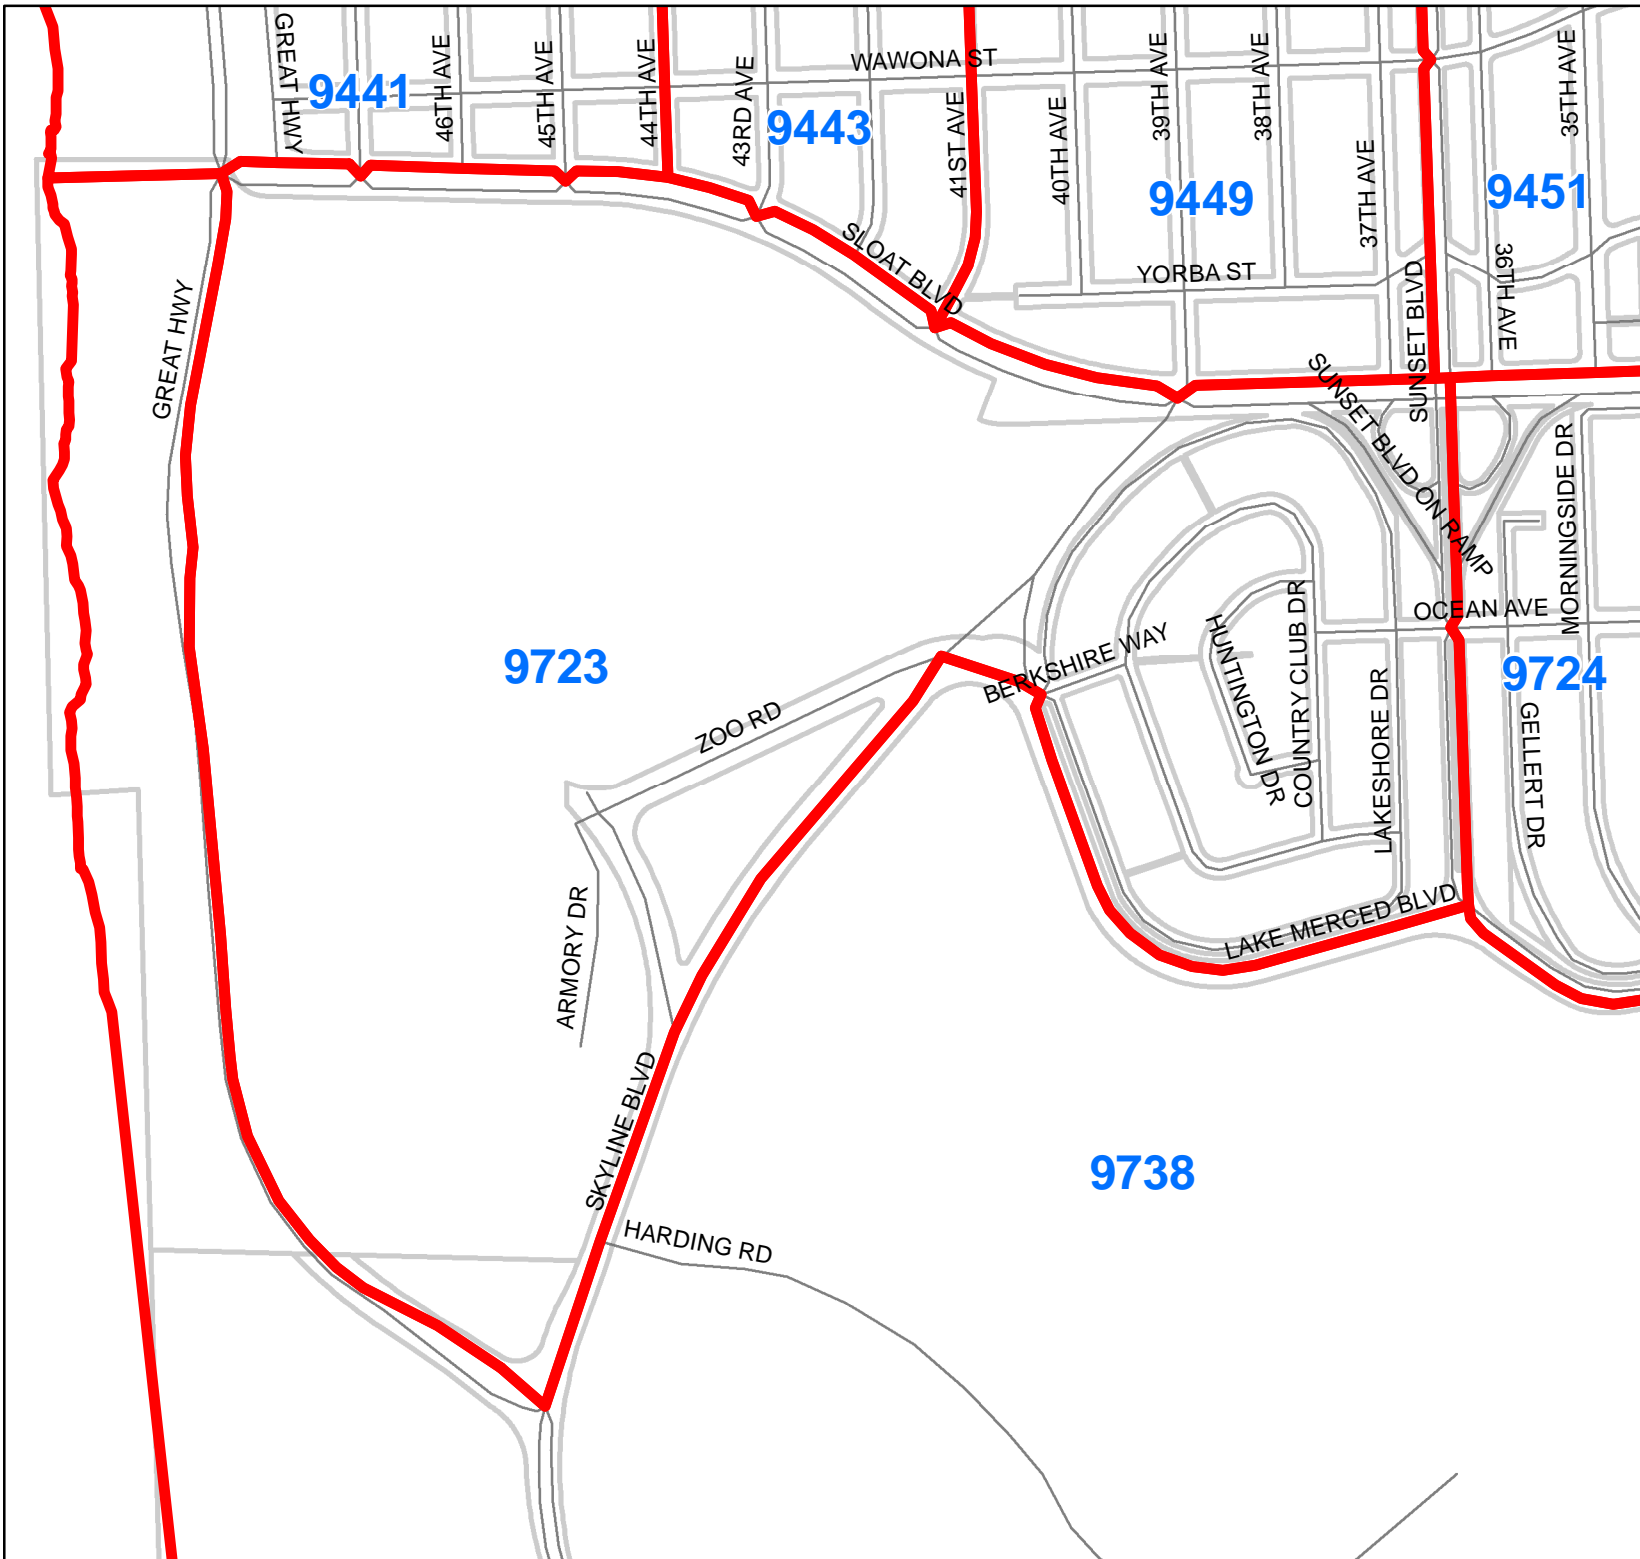 GREAT HWY
9441
46TH AVE
45TH AVE
44TH AVE
43RD AVE
WAWONA ST
9443
41ST AVE
40TH AVE
39TH AVE
38TH AVE
9449
37TH AVE
35TH AVE
9451
36TH AVE
SLOAT BLVD
YORBA ST
SUNSET BLVD
GREAT HWY
SUNSET BLVD ON RAMP
MORNINGSIDE DR
OCEAN AVE
9723
BERKSHIRE WAY
HUNTINGTON DR
COUNTRY CLUB DR
LAKESHORE DR
9724
GELLERT DR
ZOO RD
ARMORY DR
LAKE MERCED BLVD
SKYLINE BLVD
9738
HARDING RD